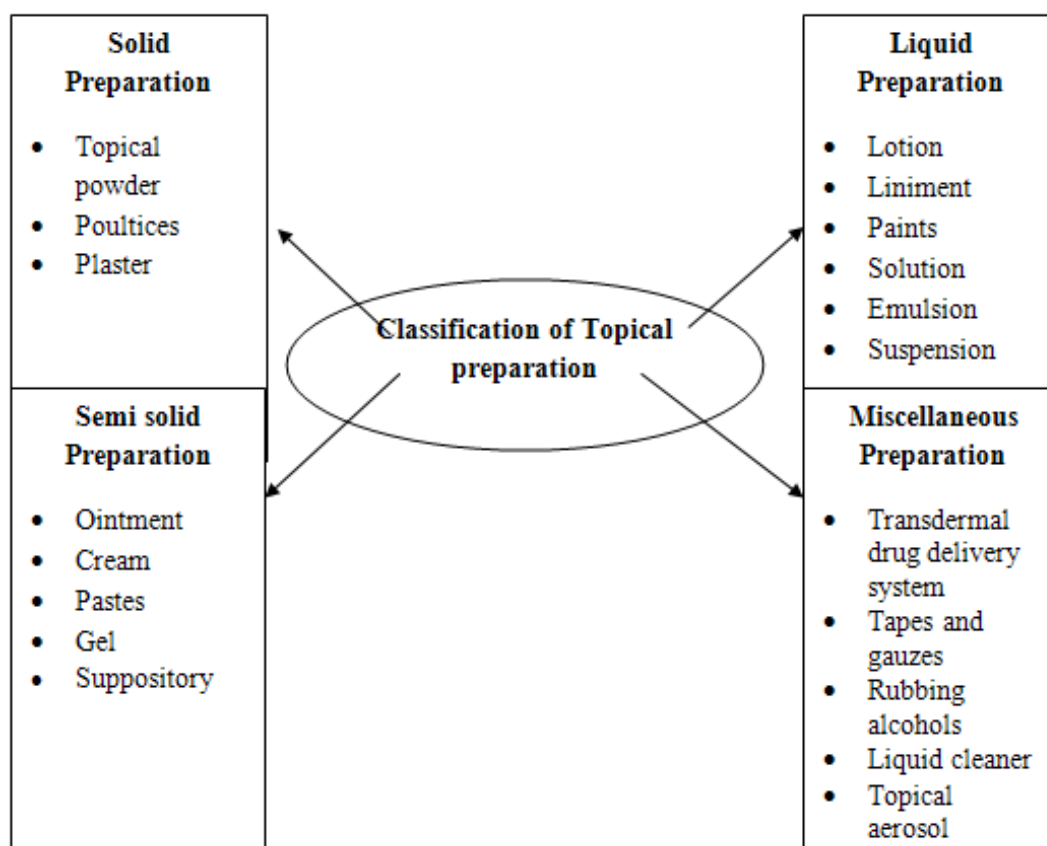 Solid
Preparation
• Topical
powder
• Poultices
• Plaster
Liquid
Preparation
• Lotion
• Liniment
• Paints
• Solution
• Emulsion
• Suspension
Classification of Topical
preparation
Semi solid
Preparation
• Ointment
• Cream
• Pastes
• Gel
• Suppository
Miscellaneous
Preparation
• Transdermal
drug delivery
system
• Tapes and
gauzes
• Rubbing
alcohols
• Liquid cleaner
• Topical
aerosol